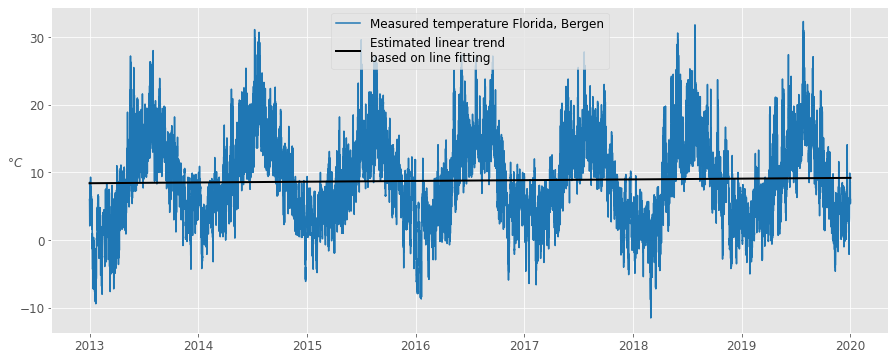 Measured temperature Florida, Bergen
Estimated linear trend
based on line fitting
30
20
10
0
−10
°C
2013 2014 2015 2016 2017 2018 2019 2020